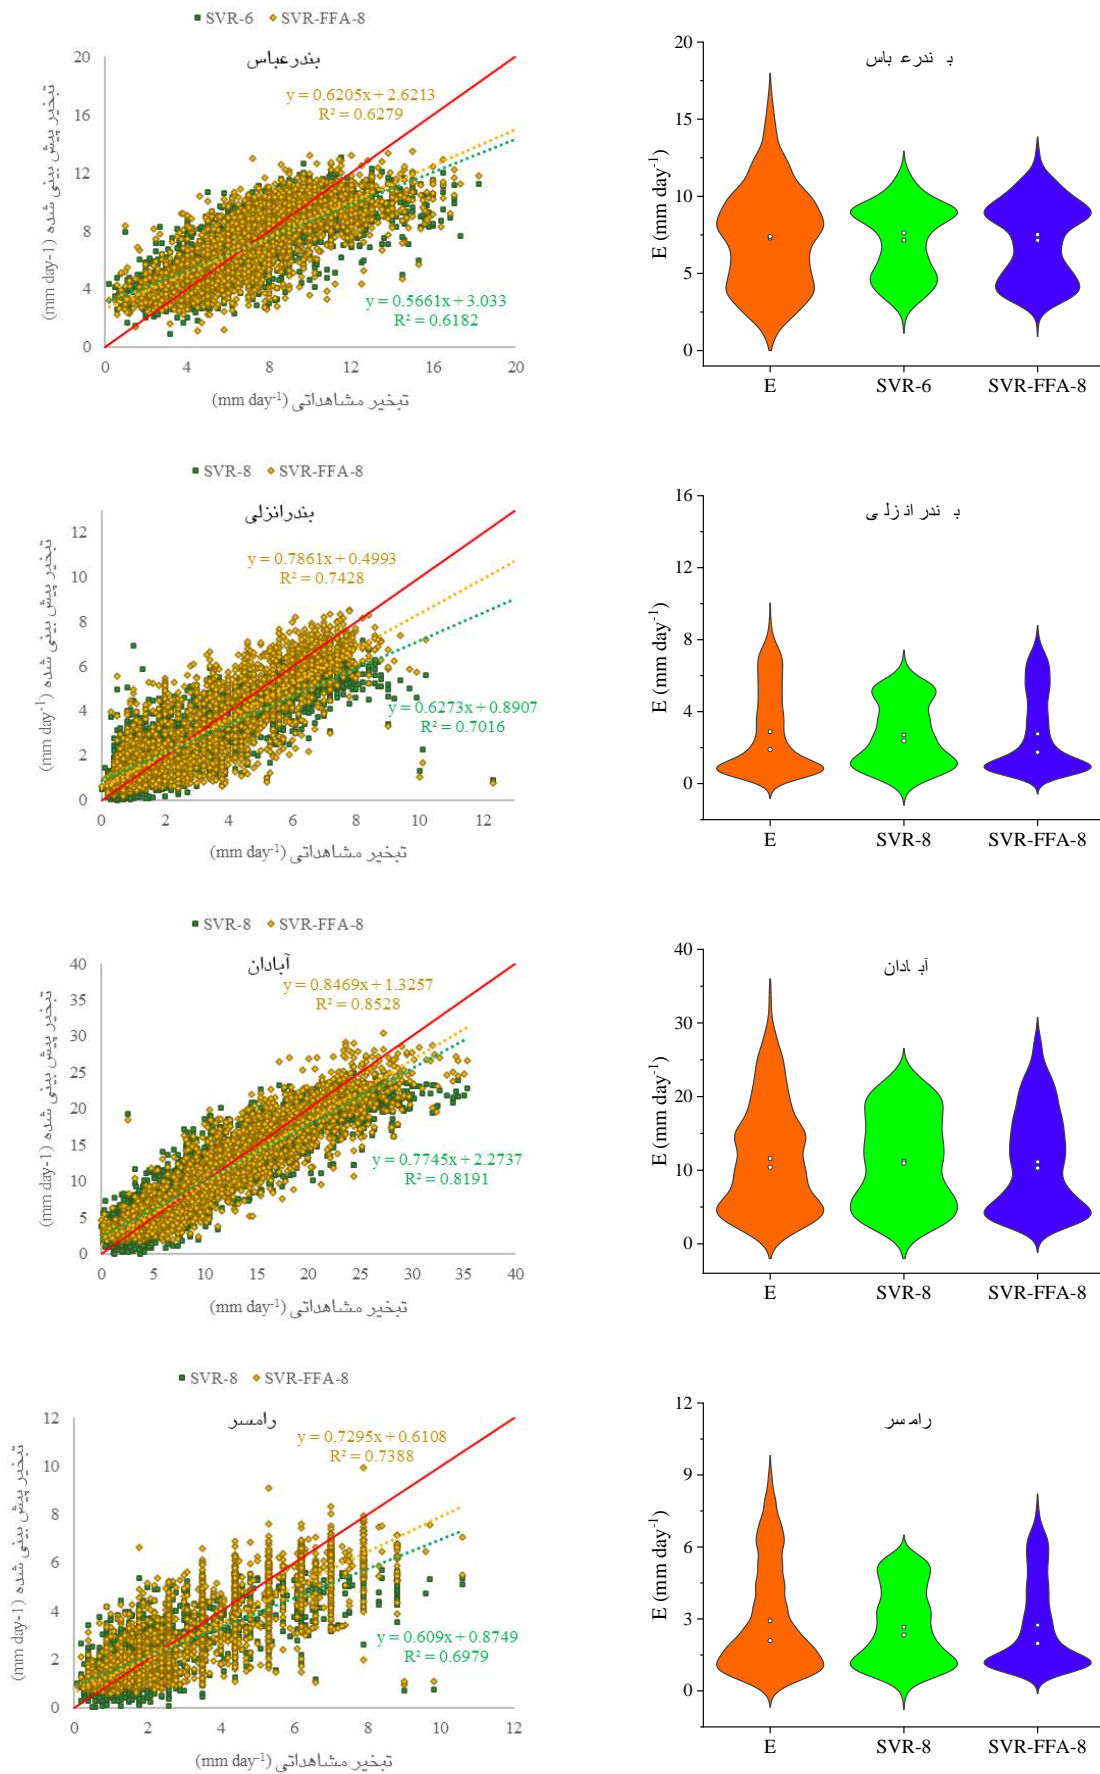 SVR-6 SVR-FFA-8
بندرعباس
y = 0.6205x + 2.6213
R² = 0.6279
y = 0.5661x + 3.033
R² = 0.6182
20
16
12
8
4
0
0 4 8 12 16 20
تبخیر پیش بینی شده (mm day-1)
تبخیر مشاهداتی (mm day⁻¹)
بندرعباس
20
15
10
5
0
E (mm day⁻¹)
E SVR-6 SVR-FFA-8
SVR-8 SVR-FFA-8
بندرانزلی
y = 0.7861x + 0.4993
R² = 0.7428
y = 0.6273x + 0.8907
R² = 0.7016
12
10
8
6
4
2
0
0 2 4 6 8 10 12
تبخیر پیش بینی شده (mm day⁻¹)
تبخیر مشاهداتی (mm day⁻¹)
بندر انزلی
16
12
8
4
0
E (mm day⁻¹)
E SVR-8 SVR-FFA-8
SVR-8 SVR-FFA-8
آبادان
y = 0.8469x + 1.3257
R² = 0.8528
y = 0.7745x + 2.2737
R² = 0.8191
40
35
30
25
20
15
10
5
0
0 5 10 15 20 25 30 35 40
تبخیر پیش بینی شده (mm day-1)
تبخیر مشاهداتی (mm day⁻¹)
آبادان
40
30
20
10
0
E (mm day⁻¹)
E SVR-8 SVR-FFA-8
SVR-8 SVR-FFA-8
رامسر
y = 0.7295x + 0.6108
R² = 0.7388
y = 0.609x + 0.8749
R² = 0.6979
12
10
8
6
4
2
0
0 2 4 6 8 10 12
تبخیر پیش بینی شده (mm day-1)
تبخیر مشاهداتی (mm day⁻¹)
رامسر
12
9
6
3
0
E (mm day⁻¹)
E SVR-8 SVR-FFA-8